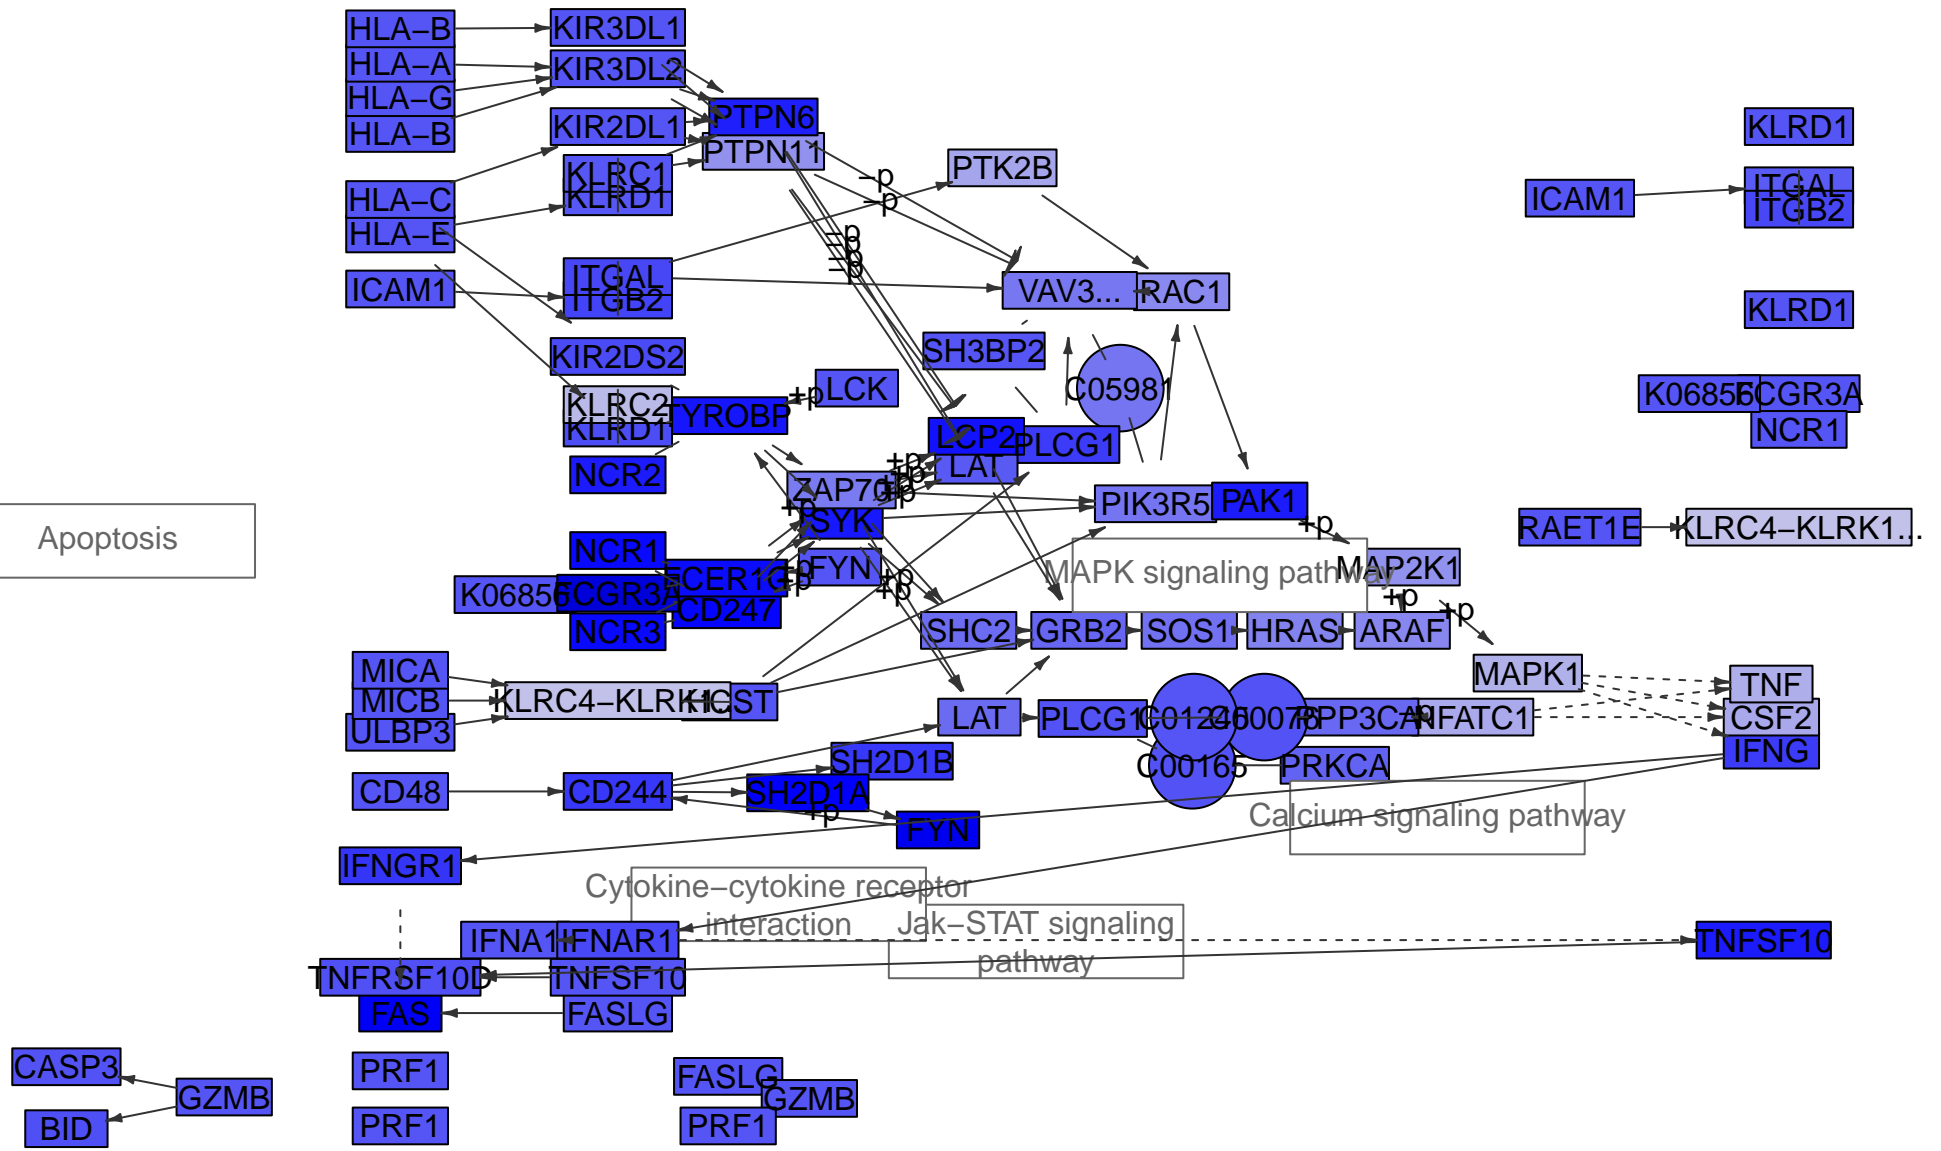 HLA−B
KIR3DL1
HLA−A
KIR3DL2
HLA−G
HLA−B
KIR2DL1
PTPN6
PTPN11
KLRC1
KLRD1
HLA−C
HLA−E
ICAM1
ITGAL
ITGB2
PTK2B
−p
−p
−p
−p
−p
−p
VAV3...
RAC1
KLRD1
ICAM1
ITGAL
ITGB2
KLRD1
KIR2DS2
SH3BP2
C05981
LCK
+p
KLRC2
KLRD1
TYROBP
LCP2
PLCG1
LAT
K06856
FCGR3A
NCR1
NCR2
ZAP70
+p
+p
+p
+p
SYK
PIK3R5
PAK1
+p
RAET1E
KLRC4−KLRK1...
Apoptosis
NCR1
FCER1G
+p
+p
FYN
+p
+p
MAPK signaling pathway
MAP2K1
K06856
FCGR3A
CD247
NCR3
SHC2
GRB2
SOS1
HRAS
ARAF
+p
+p
MICA
MICB
ULBP3
KLRC4−KLRK1...
HCST
MAPK1
TNF
CSF2
IFNG
LAT
PLCG1
C01245
C00076
PPP3CA
NFATC1
C00165
PRKCA
CD48
CD244
SH2D1B
SH2D1A
+p
FYN
Calcium signaling pathway
IFNGR1
Cytokine−cytokine receptor
interaction
Jak−STAT signaling
pathway
IFNA1
IFNAR1
TNFSF10
TNFRSF10D
TNFSF10
FAS
FASLG
CASP3
GZMB
BID
PRF1
PRF1
FASLG
GZMB
PRF1